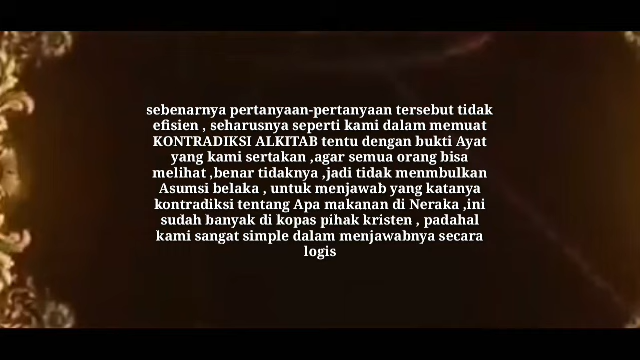 sebenarnya pertanyaan-pertanyaan tersebut tidak
efisien , seharusnya seperti kami dalam memuat
KONTRADIKSI ALKITAB tentu dengan bukti Ayat
yang kami sertakan ,agar semua orang bisa
melihat ,benar tidaknya ,jadi tidak menmbulkan
Asumsi belaka , untuk menjawab yang katanya
kontradiksi tentang Apa makanan di Neraka ,ini
sudah banyak di kopas pihak kristen , padahal
kami sangat simple dalam menjawabnya secara
logis